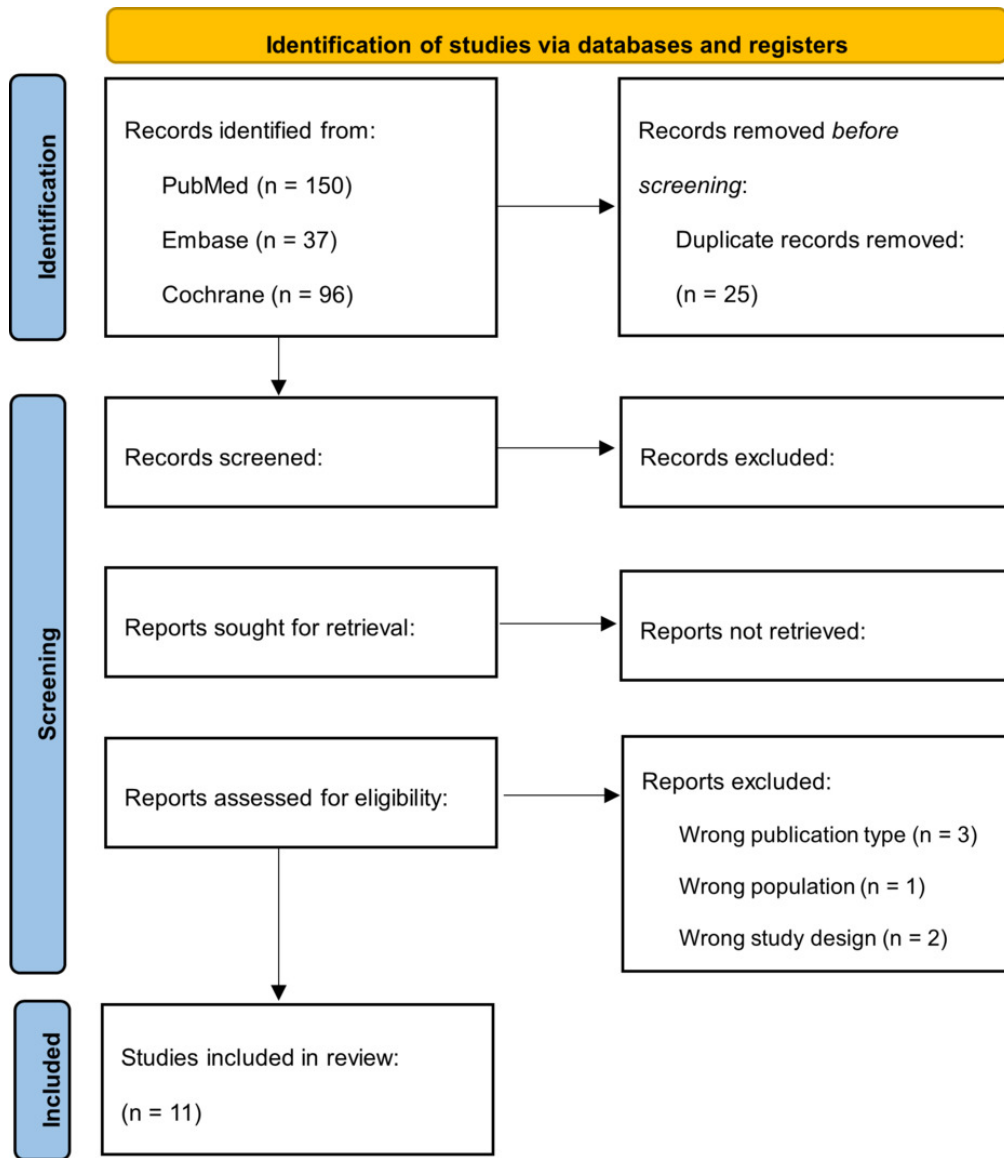 Identification of studies via databases and registers
Identification
Records identified from:
PubMed (n = 150)
Embase (n = 37)
Cochrane (n = 96)
Records removed before
screening:
Duplicate records removed:
(n = 25)
Screening
Records screened:
Records excluded:
Reports sought for retrieval:
Reports not retrieved:
Reports assessed for eligibility:
Reports excluded:
Wrong publication type (n = 3)
Wrong population (n = 1)
Wrong study design (n = 2)
Included
Studies included in review:
(n = 11)